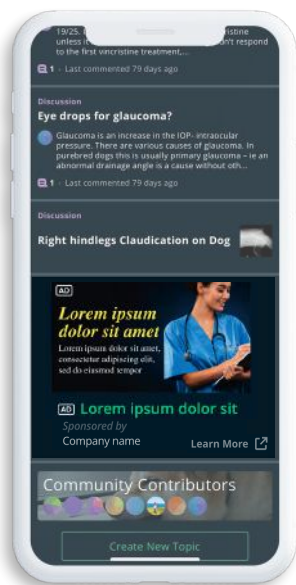 19/25. 
unless it
to the first vincristine treatment,...
1 - Last commented 79 days ago
Discussion
Eye drops for glaucoma?
Glaucoma is an increase in the IOP- intraocular
pressure. There are various causes of glaucoma. In
purebred dogs this is usually primary glaucoma – ie an
abnormal drainage angle is a cause without oth...
1 - Last commented 79 days ago
Discussion
Right hindlegs Claudication on Dog
AD
Lorem ipsum
dolor sit amet
Lorem ipsum dolor sit amet,
consectetur adipiscing elit,
sed do eiusmod tempor
AD Lorem ipsum dolor sit
Sponsored by
Company name
Learn More
Community Contributors
Create New Topic